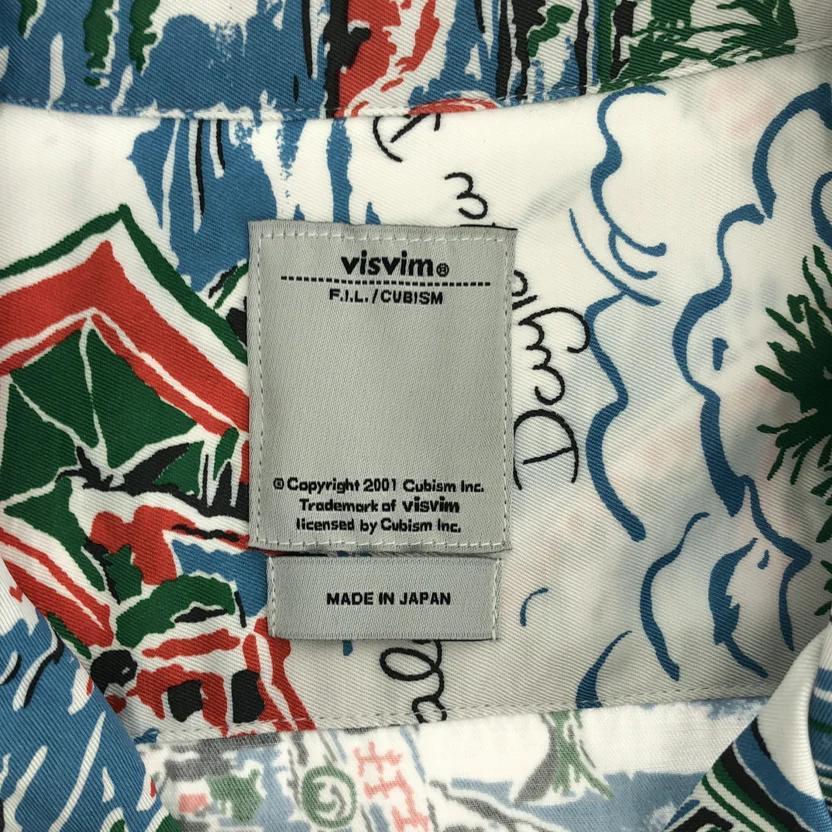 visvim®
F.I.L./CUBISM
© Copyright 2001 Cubism Inc.
Trademark of visvim
licensed by Cubism Inc.
MADE IN JAPAN